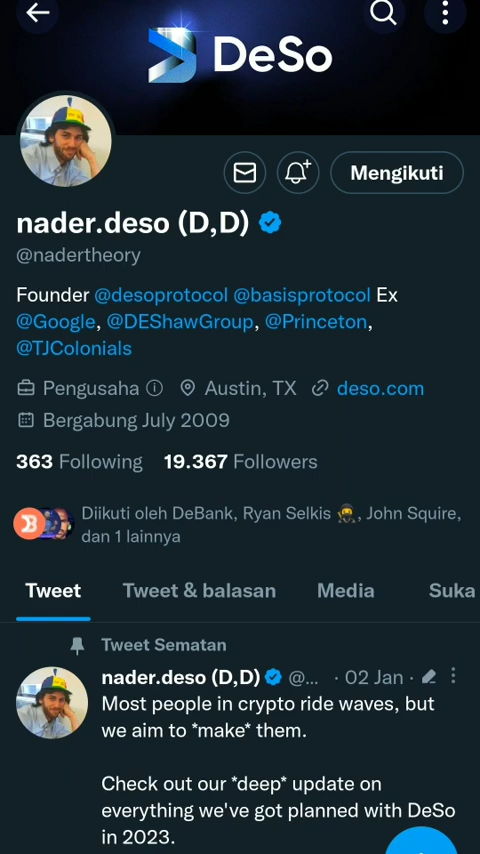 DeSo
Mengikuti
nader.deso (D,D)
@nadertheory
Founder @desoprotocol @basisprotocol Ex
@Google, @DEShawGroup, @Princeton,
@TJColonials
Pengusaha Austin, TX deso.com
Bergabung July 2009
363 Following 19.367 Followers
Diikuti oleh DeBank, Ryan Selkis 🥷, John Squire,
dan 1 lainnya
Tweet Tweet & balasan Media Suka
Tweet Sematan
nader.deso (D,D) @... · 02 Jan ·
Most people in crypto ride waves, but
we aim to *make* them.
Check out our *deep* update on
everything we've got planned with DeSo
in 2023.